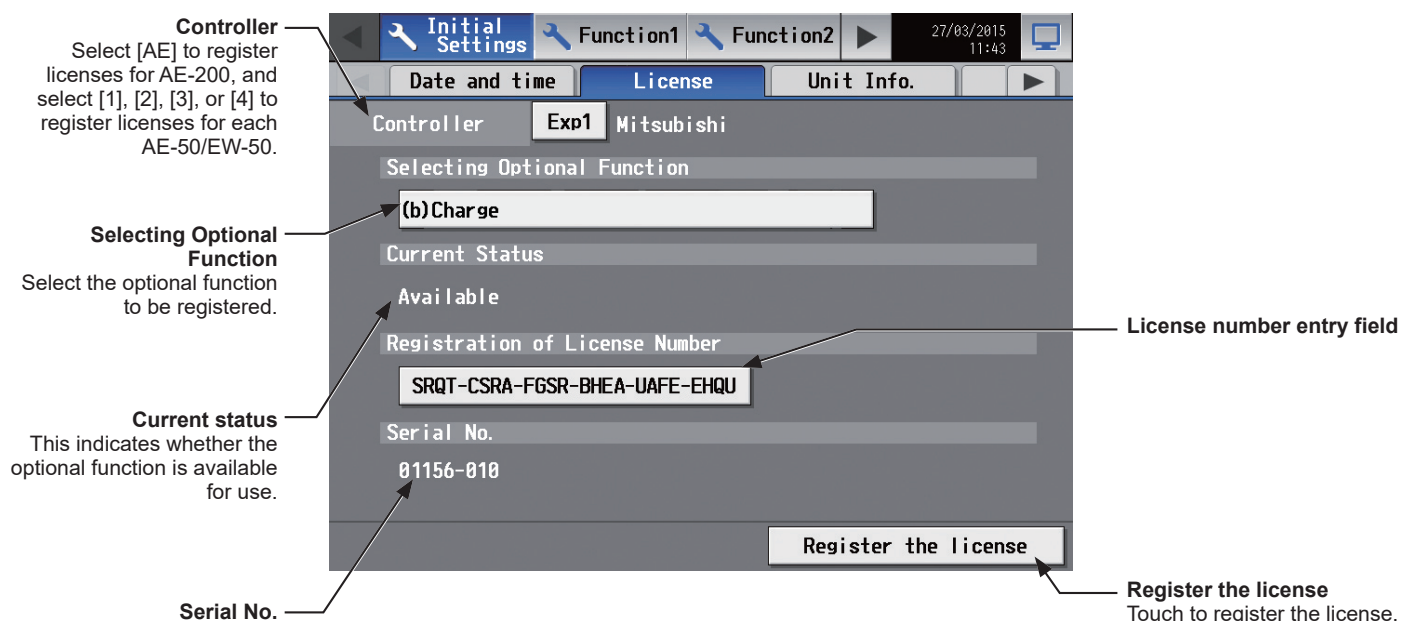 Controller
Select [AE] to register
licenses for AE-200, and
select [1], [2], [3], or [4] to
register licenses for each
AE-50/EW-50.
Selecting Optional
Function
Select the optional function
to be registered.
Current status
This indicates whether the
optional function is available
for use.
Serial No.
Initial
Settings
Function1
Function2
27/03/2015
11:43
Date and time
License
Unit Info.
Controller
Exp1
Mitsubishi
Selecting Optional Function
(b)Charge
Current Status
Available
Registration of License Number
SRQT-CSRA-FGSR-BHEA-UAFE-EHQU
Serial No.
01156-010
Register the license
License number entry field
Register the license
Touch to register the license.